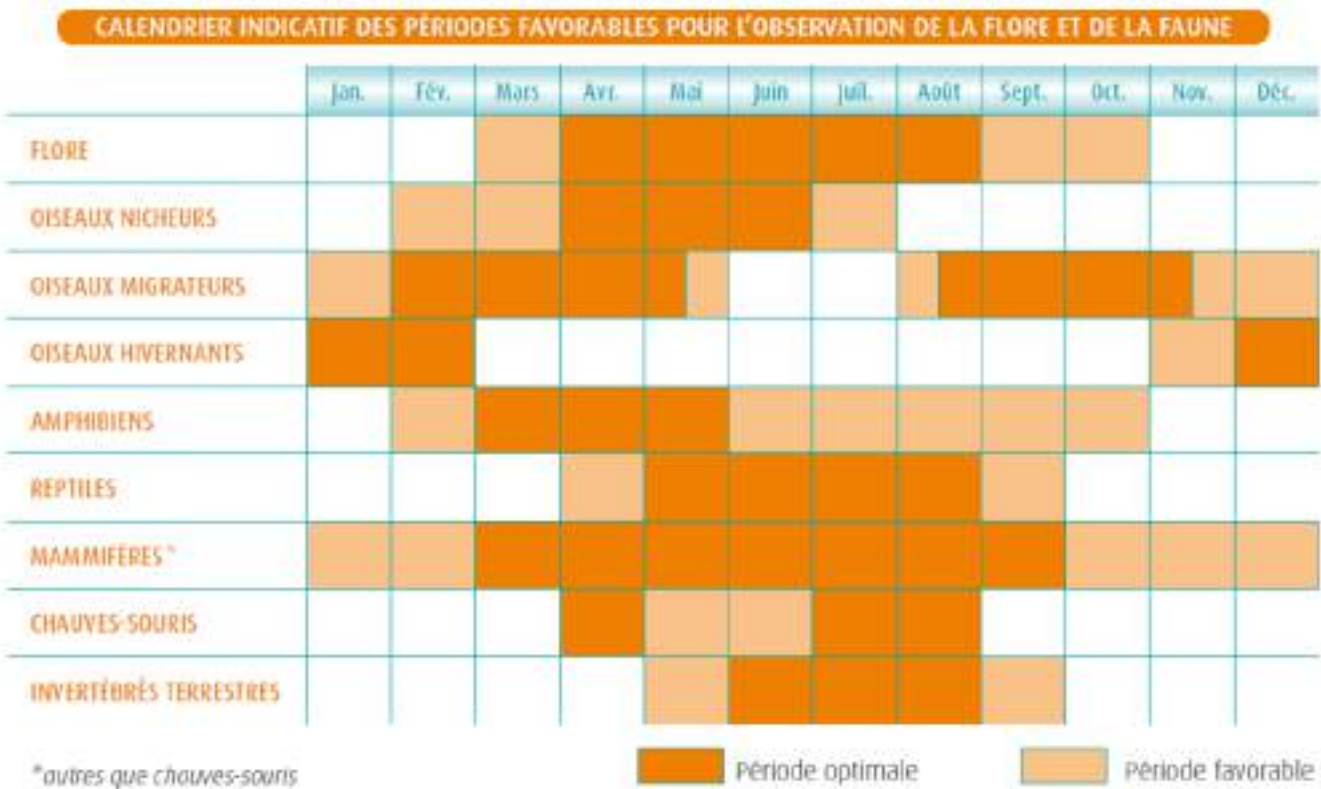 CALENDRIER INDICATIF DES PÉRIODES FAVORABLES POUR L'OBSERVATION DE LA FLORE ET DE LA FAUNE
Jan. Fév. Mars Avr. Mai Juin Juil. Août Sept. Oct. Nov. Déc.
FLORE
OISEAUX NICHEURS
OISEAUX MIGRATEURS
OISEAUX HIVERNANTS
AMPHIBIENS
REPTILES
MAMMIFÈRES*
CHAUVES-SOURIS
INVERTÉBRÉS TERRESTRES
*autres que chauves-souris Période optimale Période favorable